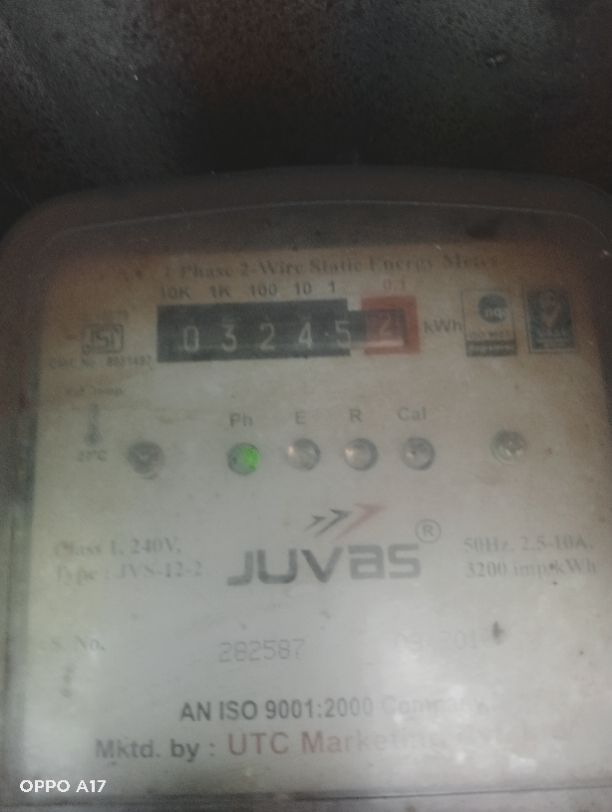 1 Phase 2-Wire Static Energy Meter
10K 1K 100 10 1 0.1
0 3 2 4 5 2 kWh
ISI
Ph E R Cal
27°C
JUVAS ®
Class 1, 240V,
Type : JVS-12-2
50Hz, 2.5-10A,
3200 imp/kWh
S. No.
282587
AN ISO 9001:2000 Company
Mktd. by : UTC Marketing
OPPO A17